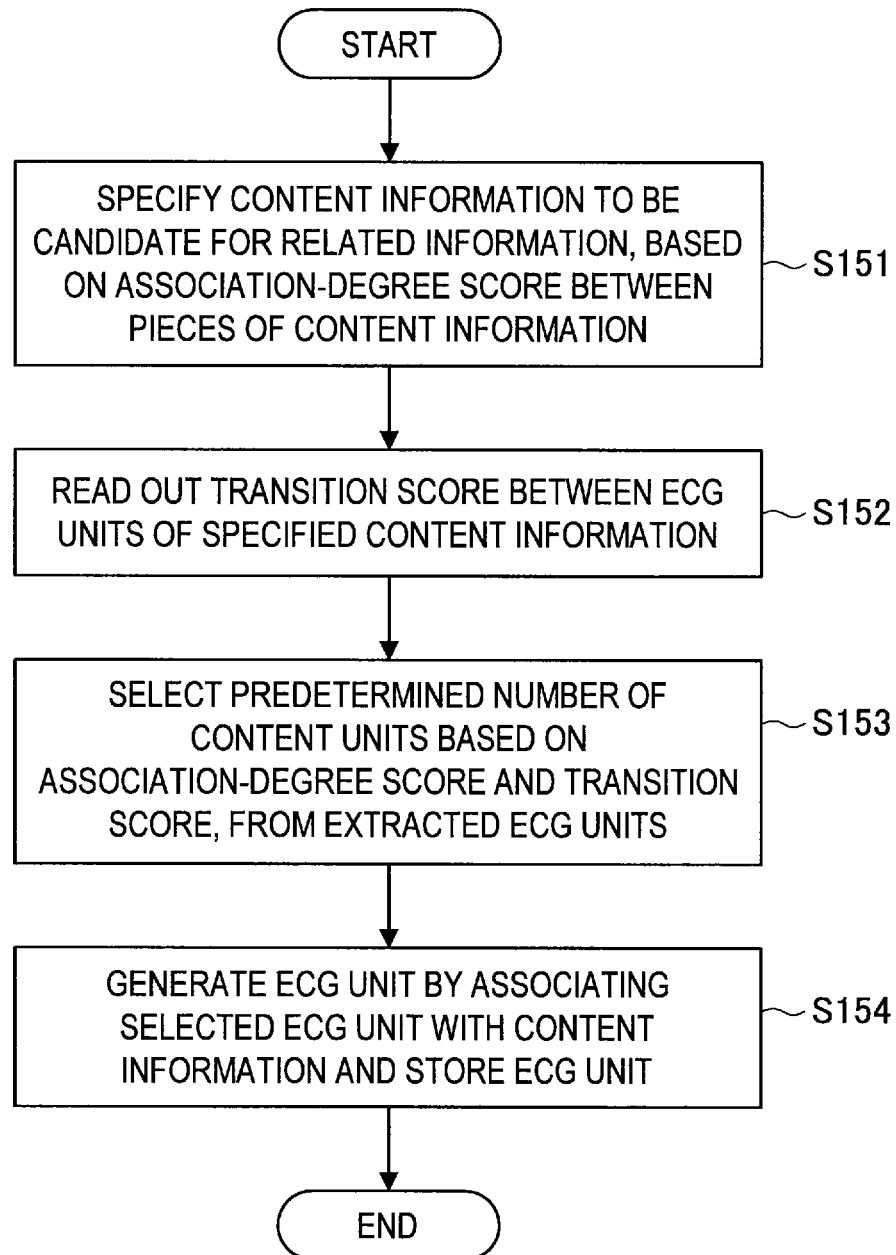 START
SPECIFY CONTENT INFORMATION TO BE
CANDIDATE FOR RELATED INFORMATION, BASED
ON ASSOCIATION-DEGREE SCORE BETWEEN
PIECES OF CONTENT INFORMATION
S151
READ OUT TRANSITION SCORE BETWEEN ECG
UNITS OF SPECIFIED CONTENT INFORMATION
S152
SELECT PREDETERMINED NUMBER OF
CONTENT UNITS BASED ON
ASSOCIATION-DEGREE SCORE AND TRANSITION
SCORE, FROM EXTRACTED ECG UNITS
S153
GENERATE ECG UNIT BY ASSOCIATING
SELECTED ECG UNIT WITH CONTENT
INFORMATION AND STORE ECG UNIT
S154
END